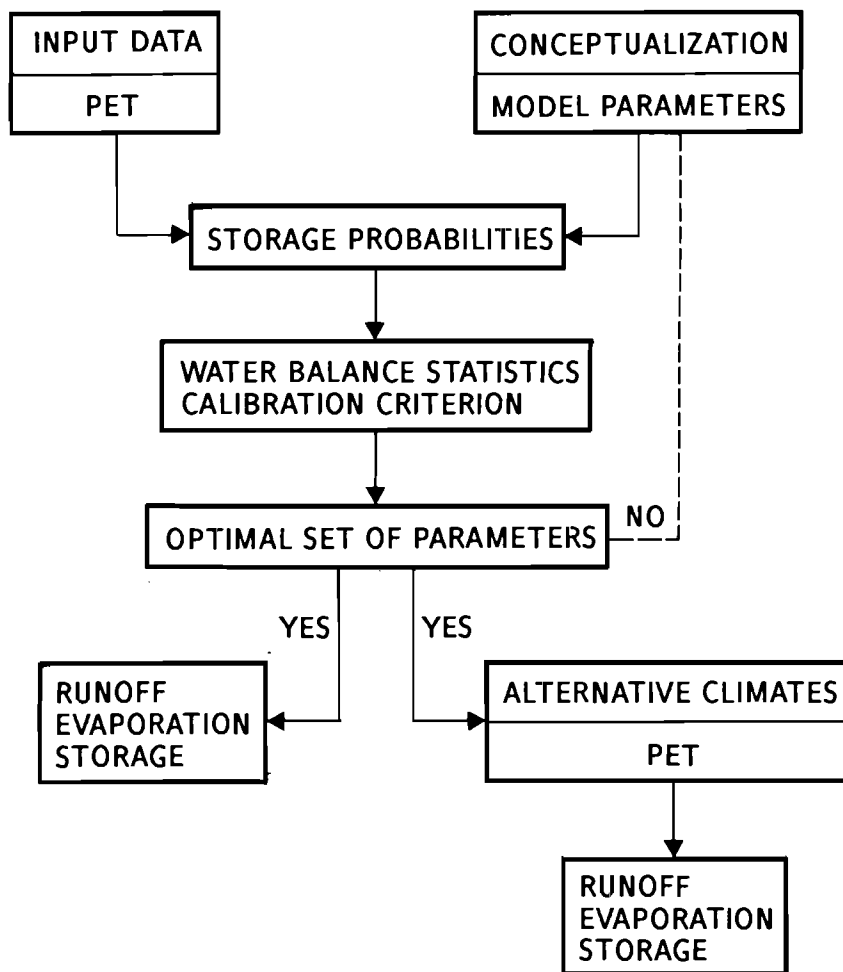 INPUT DATA
PET
CONCEPTUALIZATION
MODEL PARAMETERS
STORAGE PROBABILITIES
WATER BALANCE STATISTICS
CALIBRATION CRITERION
OPTIMAL SET OF PARAMETERS
NO
YES
YES
RUNOFF
EVAPORATION
STORAGE
ALTERNATIVE CLIMATES
PET
RUNOFF
EVAPORATION
STORAGE